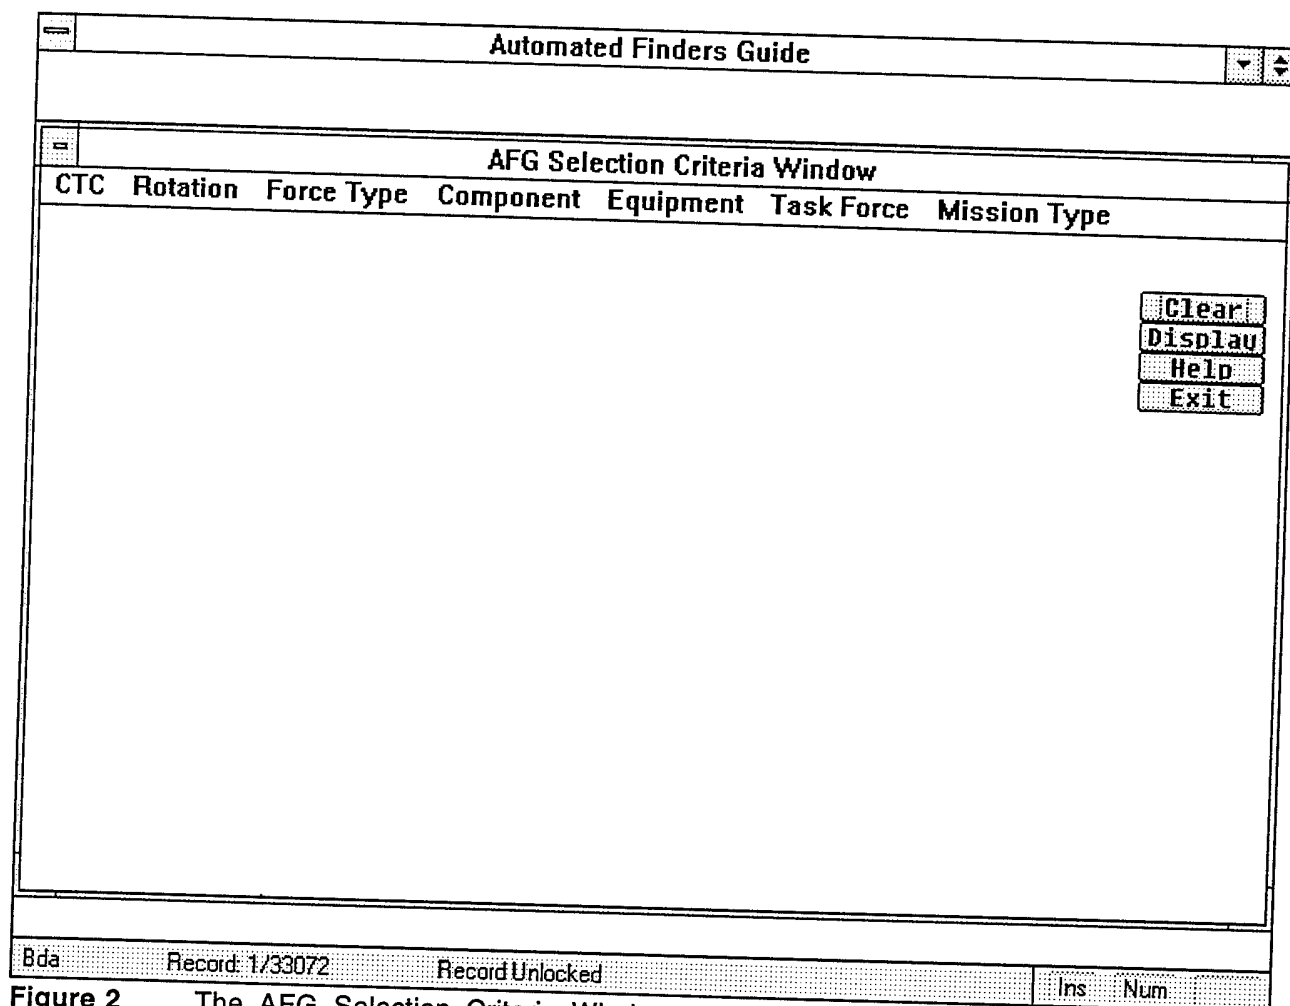 Automated Finders Guide
AFG Selection Criteria Window
CTC Rotation Force Type Component Equipment Task Force Mission Type
Clear
Display
Help
Exit
Bda Record: 1/33072 Record Unlocked Ins Num
Figure 2 The AFG Selection Criteria